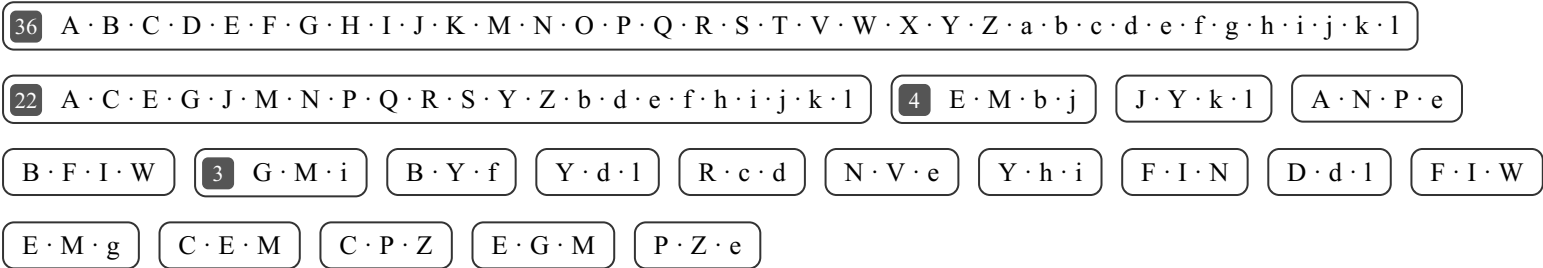 36 A · B · C · D · E · F · G · H · I · J · K · M · N · O · P · Q · R · S · T · V · W · X · Y · Z · a · b · c · d · e · f · g · h · i · j · k · l
22 A · C · E · G · J · M · N · P · Q · R · S · Y · Z · b · d · e · f · h · i · j · k · l 4 E · M · b · j J · Y · k · l A · N · P · e
B · F · I · W 3 G · M · i B · Y · f Y · d · l R · c · d N · V · e Y · h · i F · I · N D · d · l F · I · W
E · M · g C · E · M C · P · Z E · G · M P · Z · e